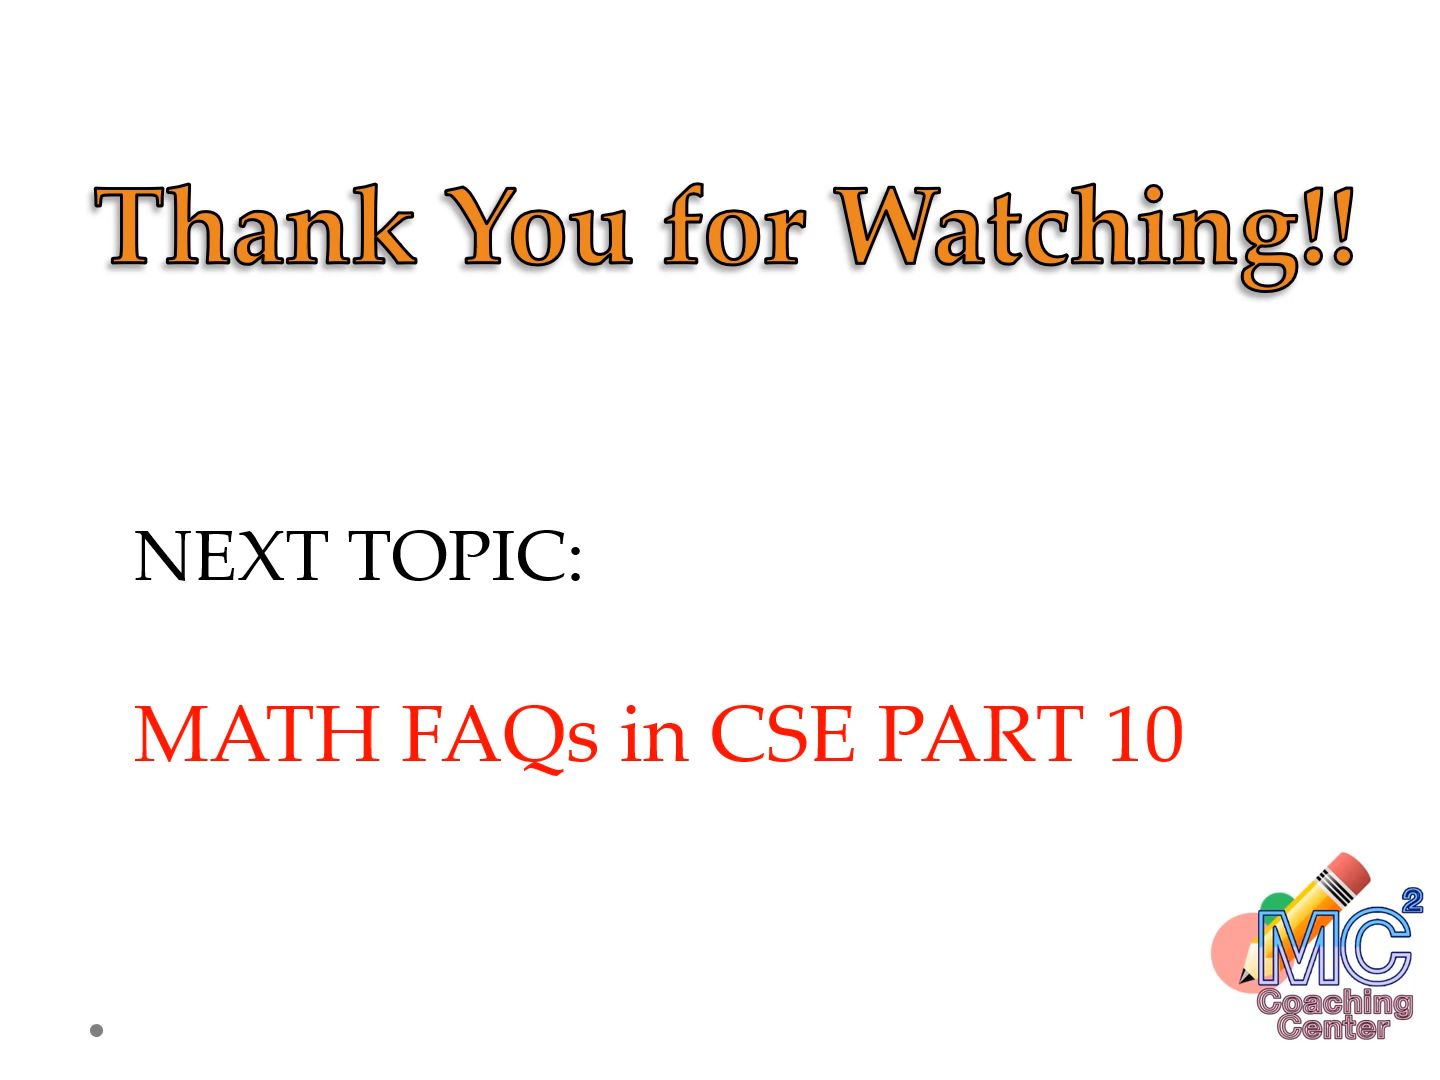 Thank You for Watching!!
NEXT TOPIC:
MATH FAQs in CSE PART 10
MC²
Coaching
Center